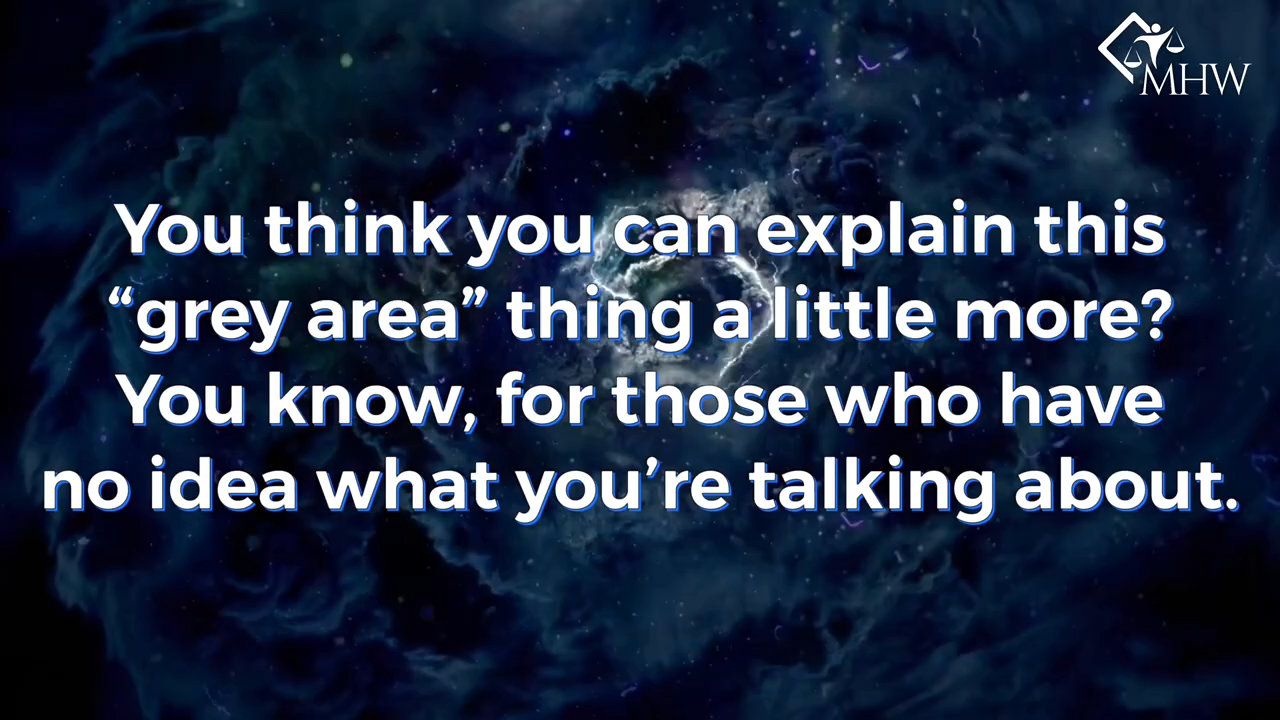 MHW
You think you can explain this
“grey area” thing a little more?
You know, for those who have
no idea what you’re talking about.